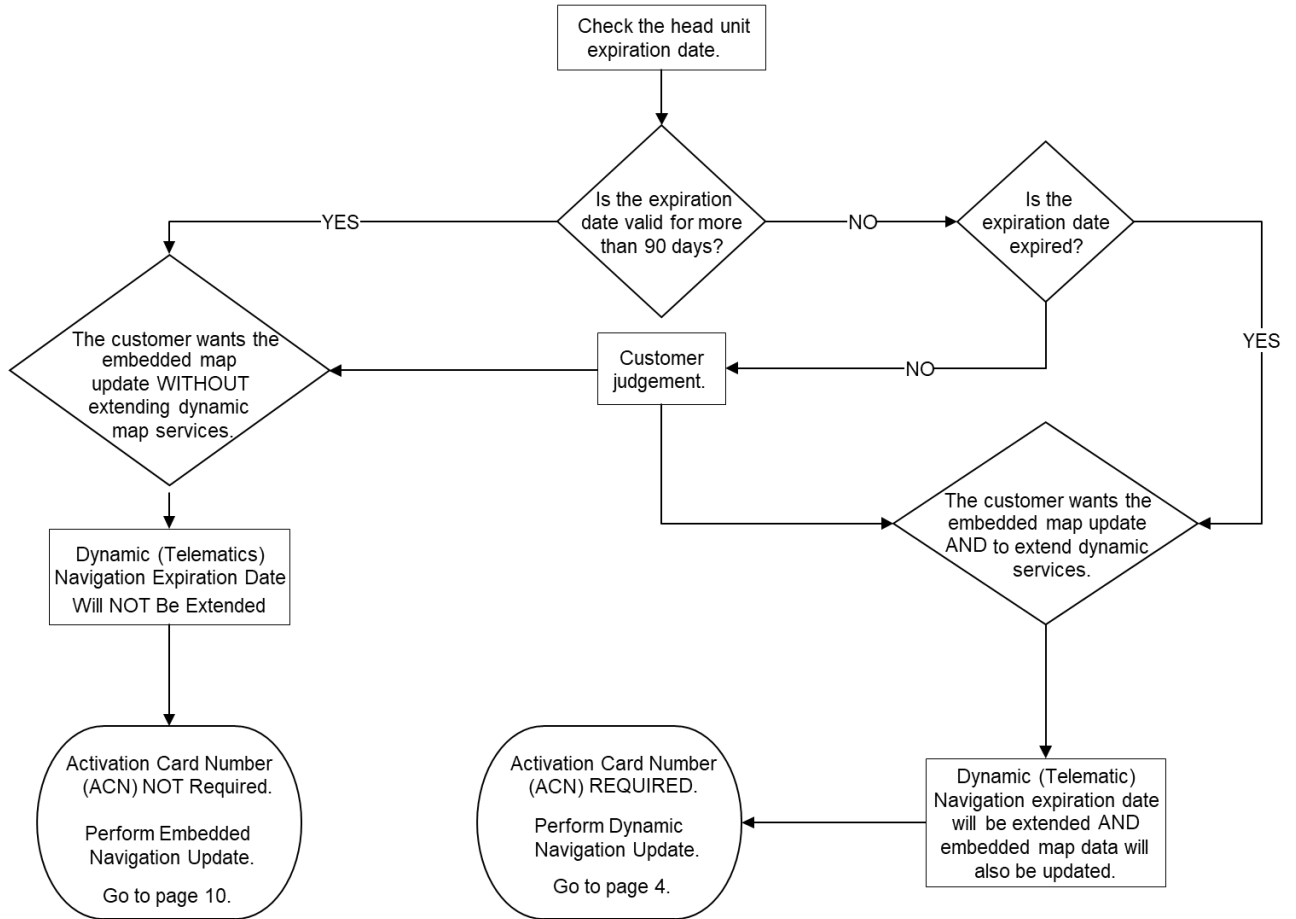 Check the head unit
expiration date.
Is the expiration
date valid for more
than 90 days?
Is the
expiration date
expired?
YES
NO
The customer wants the
embedded map
update WITHOUT
extending dynamic
map services.
Customer
judgement.
NO
YES
The customer wants the
embedded map update
AND to extend dynamic
services.
Dynamic (Telematics)
Navigation Expiration Date
Will NOT Be Extended
Activation Card Number
(ACN) NOT Required.
Perform Embedded
Navigation Update.
Go to page 10.
Activation Card Number
(ACN) REQUIRED.
Perform Dynamic
Navigation Update.
Go to page 4.
Dynamic (Telematic)
Navigation expiration date
will be extended AND
embedded map data will
also be updated.